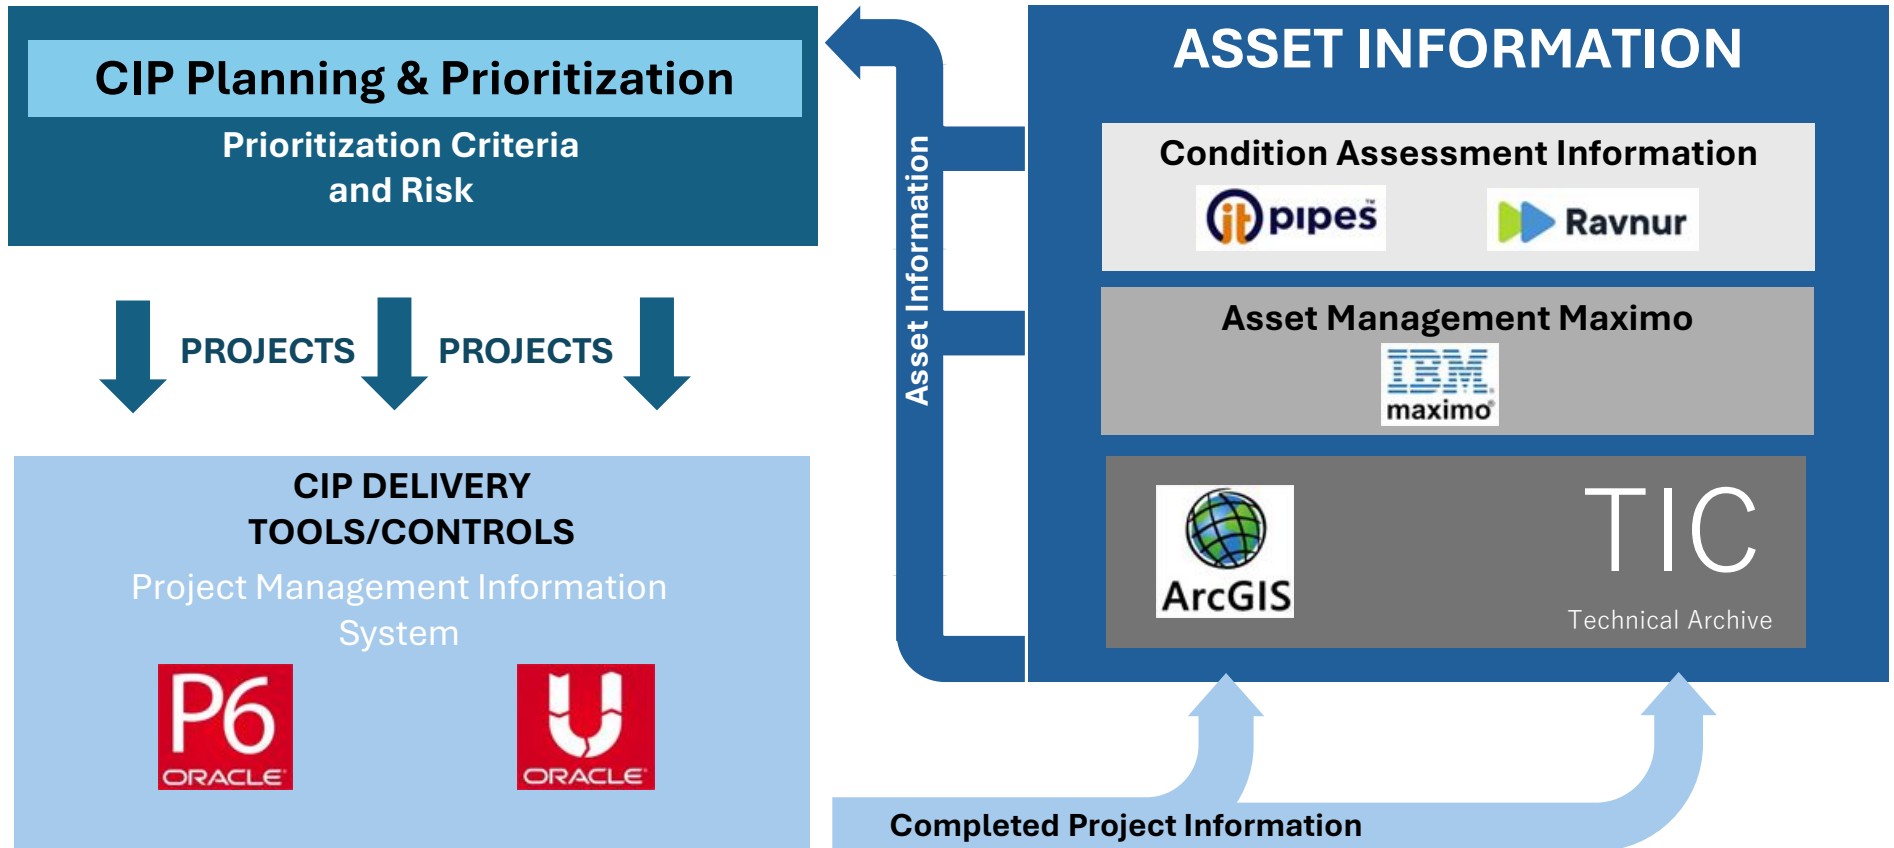 CIP Planning & Prioritization
Prioritization Criteria
and Risk
PROJECTS
PROJECTS
CIP DELIVERY
TOOLS/CONTROLS
Project Management Information
System
P6
ORACLE
ORACLE
Asset Information
ASSET INFORMATION
Condition Assessment Information
it pipes™
Ravnur
Asset Management Maximo
IBM®
maximo®
ArcGIS
TIC
Technical Archive
Completed Project Information